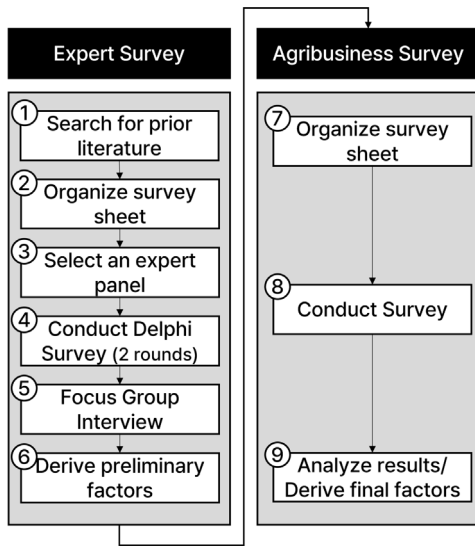 Expert Survey
1
Search for prior
literature
2
Organize survey
sheet
3
Select an expert
panel
4
Conduct Delphi
Survey (2 rounds)
5
Focus Group
Interview
6
Derive preliminary
factors
Agribusiness Survey
7
Organize survey
sheet
8
Conduct Survey
9
Analyze results/
Derive final factors